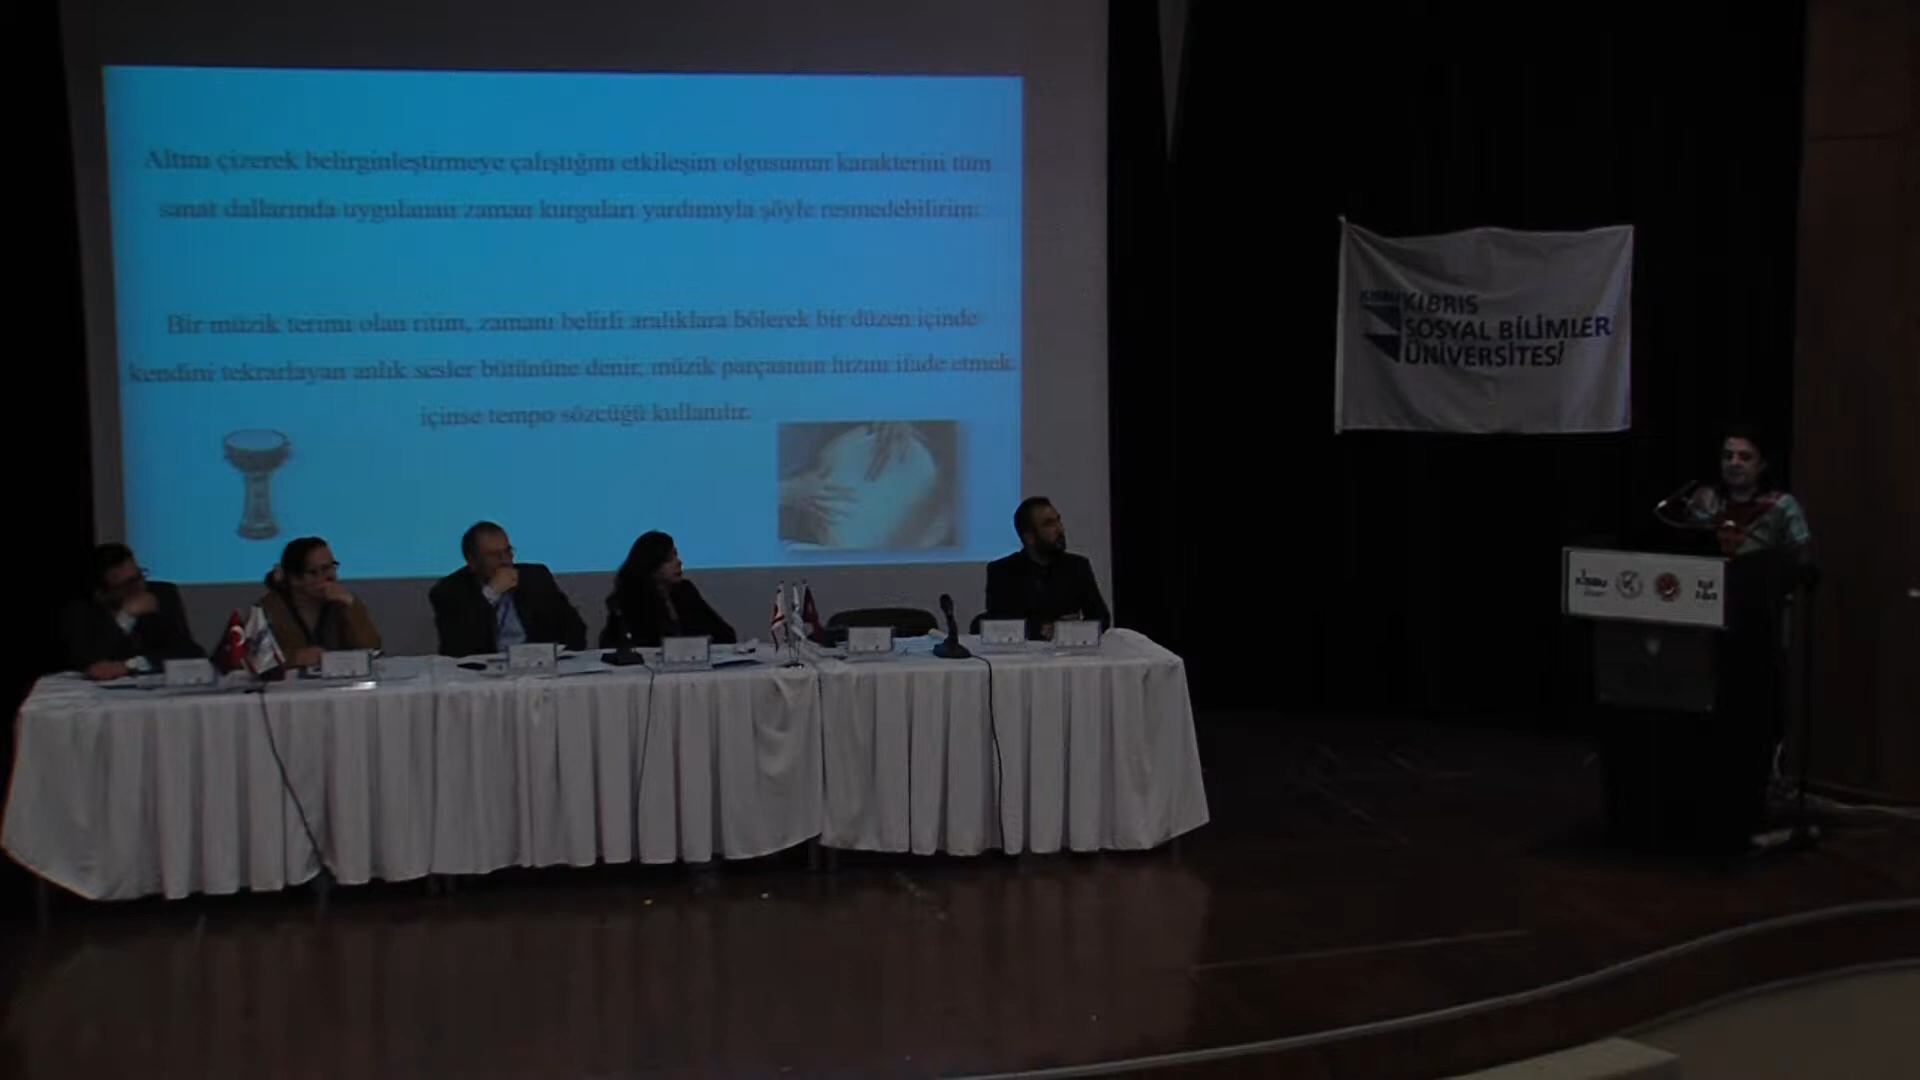 Altını çizerek belirginleştirmeye çalıştığım etkileşim olgusunun karakterini tüm
sanat dallarında uygulanan zaman kurguları yardımıyla şöyle resmedebilirim:
Bir müzik terimi olan ritim, zamanı belirli aralıklara bölerek bir düzen içinde
kendini tekrarlayan anlık sesler bütününe denir, müzik parçasının hızını ifade etmek
içinse tempo sözcüğü kullanılır.
KIBRIS
SOSYAL BİLİMLER
ÜNİVERSİTESİ